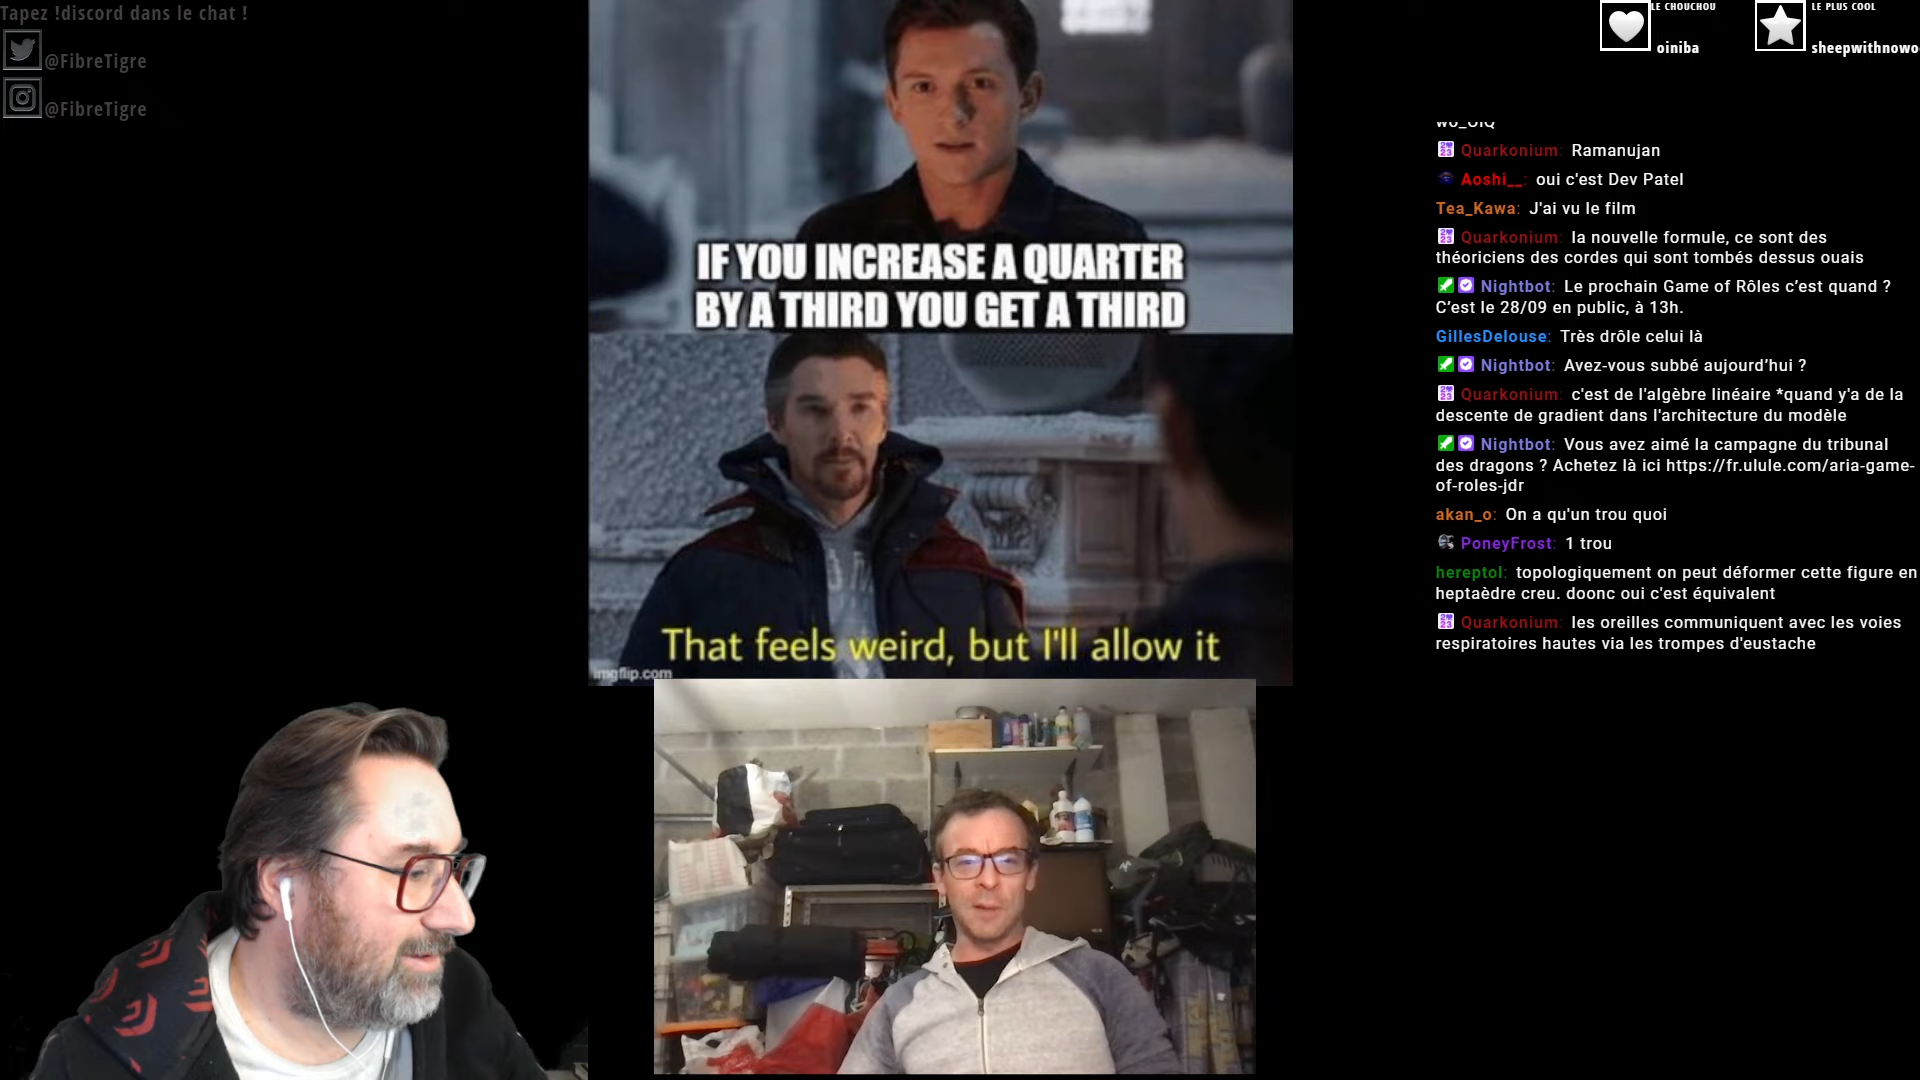 Tapez !discord dans le chat !
@FibreTigre
@FibreTigre
IF YOU INCREASE A QUARTER
BY A THIRD YOU GET A THIRD
That feels weird, but I'll allow it
imgflip.com
LE CHOUCHOU
oiniba
LE PLUS COOL
sheepwithnowo
Quarkonium: Ramanujan
Aoshi__: oui c'est Dev Patel
Tea_Kawa: J'ai vu le film
Quarkonium: la nouvelle formule, ce sont des
théoriciens des cordes qui sont tombés dessus ouais
Nightbot: Le prochain Game of Rôles c’est quand ?
C’est le 28/09 en public, à 13h.
GillesDelouse: Très drôle celui là
Nightbot: Avez-vous subbé aujourd’hui ?
Quarkonium: c'est de l'algèbre linéaire *quand y'a de la
descente de gradient dans l'architecture du modèle
Nightbot: Vous avez aimé la campagne du tribunal
des dragons ? Achetez là ici https://fr.ulule.com/aria-game-
of-roles-jdr
akan_o: On a qu'un trou quoi
PoneyFrost: 1 trou
hereptol: topologiquement on peut déformer cette figure en
heptaèdre creu. doonc oui c'est équivalent
Quarkonium: les oreilles communiquent avec les voies
respiratoires hautes via les trompes d'eustache